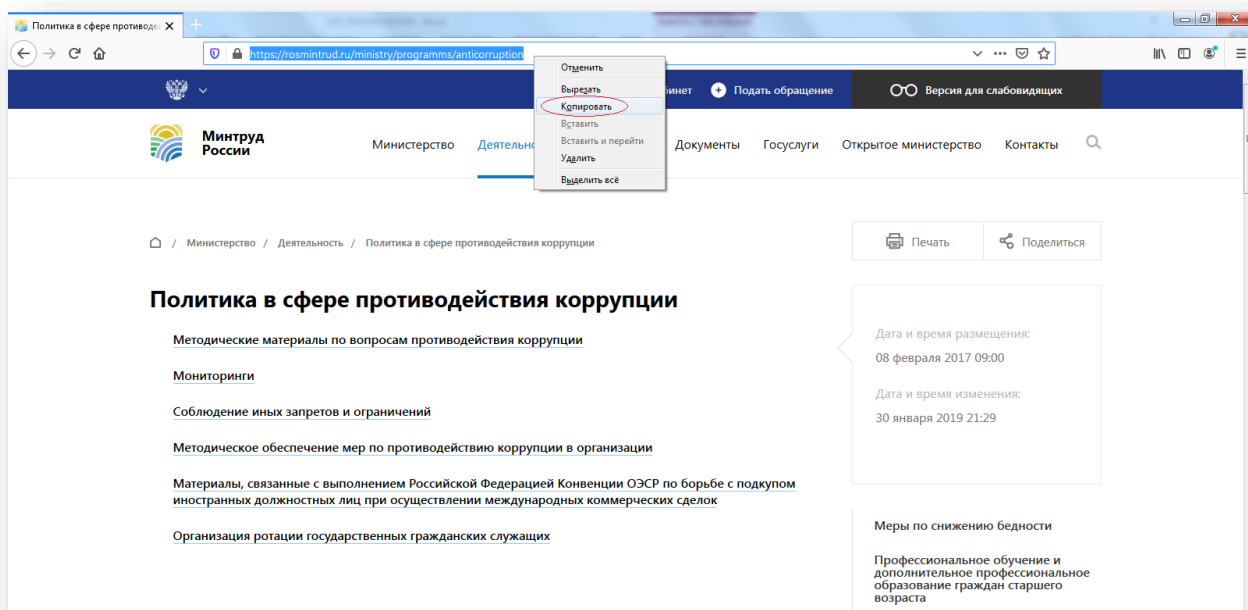 Политика в сфере противодей
https://rosmintrud.ru/ministry/programms/anticorruption
Отменить
Вырезать
Копировать
Вставить
Вставить и перейти
Удалить
Выделить всё
Подать обращение
Версия для слабовидящих
Минтруд
России
Министерство
Документы
Госуслуги
Открытое министерство
Контакты
/ Министерство / Деятельность / Политика в сфере противодействия коррупции
Печать
Поделиться
Политика в сфере противодействия коррупции
Методические материалы по вопросам противодействия коррупции
Мониторинги
Соблюдение иных запретов и ограничений
Методическое обеспечение мер по противодействию коррупции в организации
Материалы, связанные с выполнением Российской Федерацией Конвенции ОЭСР по борьбе с подкупом
иностранных должностных лиц при осуществлении международных коммерческих сделок
Организация ротации государственных гражданских служащих
Дата и время размещения:
08 февраля 2017 09:00
Дата и время изменения:
30 января 2019 21:29
Меры по снижению бедности
Профессиональное обучение и
дополнительное профессиональное
образование граждан старшего
возраста